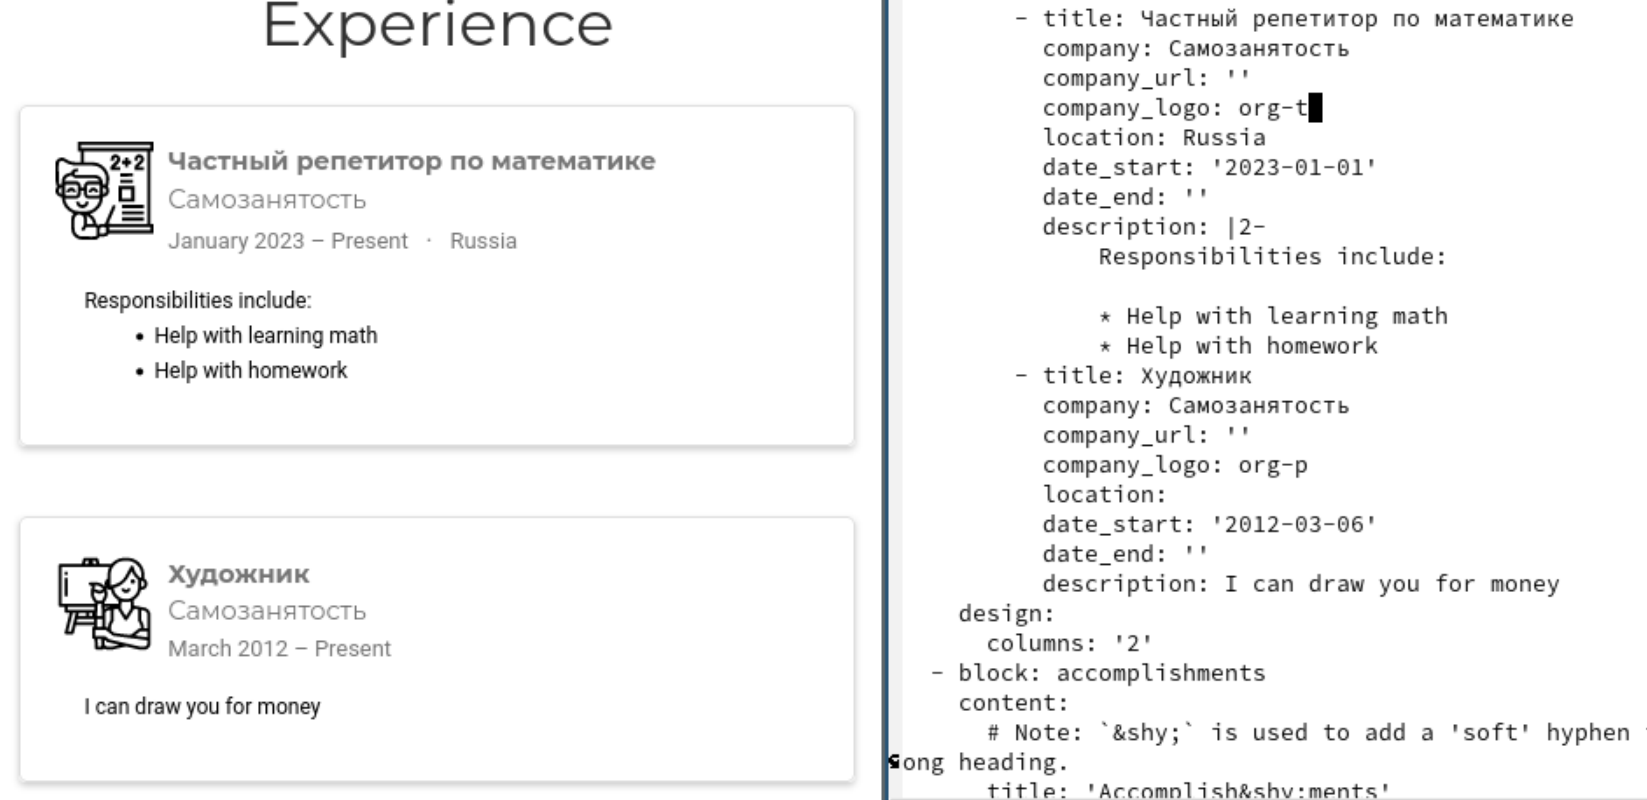 Experience
2+2
Частный репетитор по математике
Самозанятость
January 2023 – Present · Russia
Responsibilities include:
• Help with learning math
• Help with homework
Художник
Самозанятость
March 2012 – Present
I can draw you for money
- title: Частный репетитор по математике
company: Самозанятость
company_url: ''
company_logo: org-t
location: Russia
date_start: '2023-01-01'
date_end: ''
description: |2-
Responsibilities include:
* Help with learning math
* Help with homework
- title: Художник
company: Самозанятость
company_url: ''
company_logo: org-p
location:
date_start: '2012-03-06'
date_end: ''
description: I can draw you for money
design:
columns: '2'
- block: accomplishments
content:
# Note: `&shy;` is used to add a 'soft' hyphen
ong heading.
title: 'Accomplish&shy;ments'